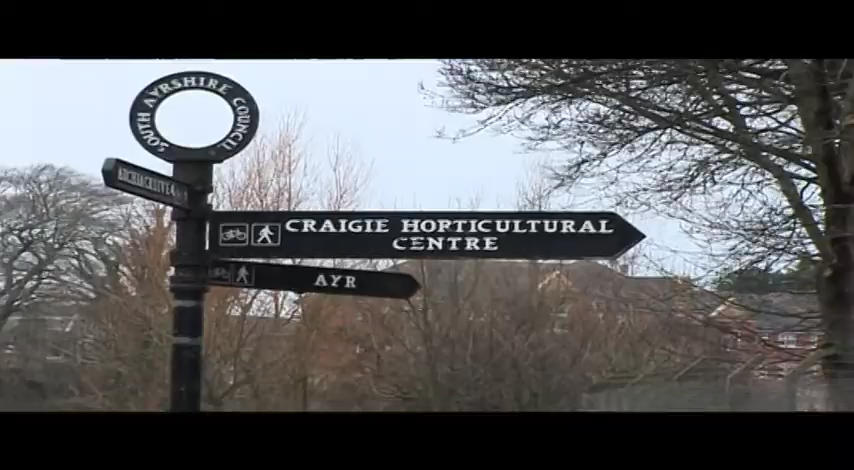 SOUTH AYRSHIRE COUNCIL
CRAIGIE HORTICULTURAL
CENTRE
AYR